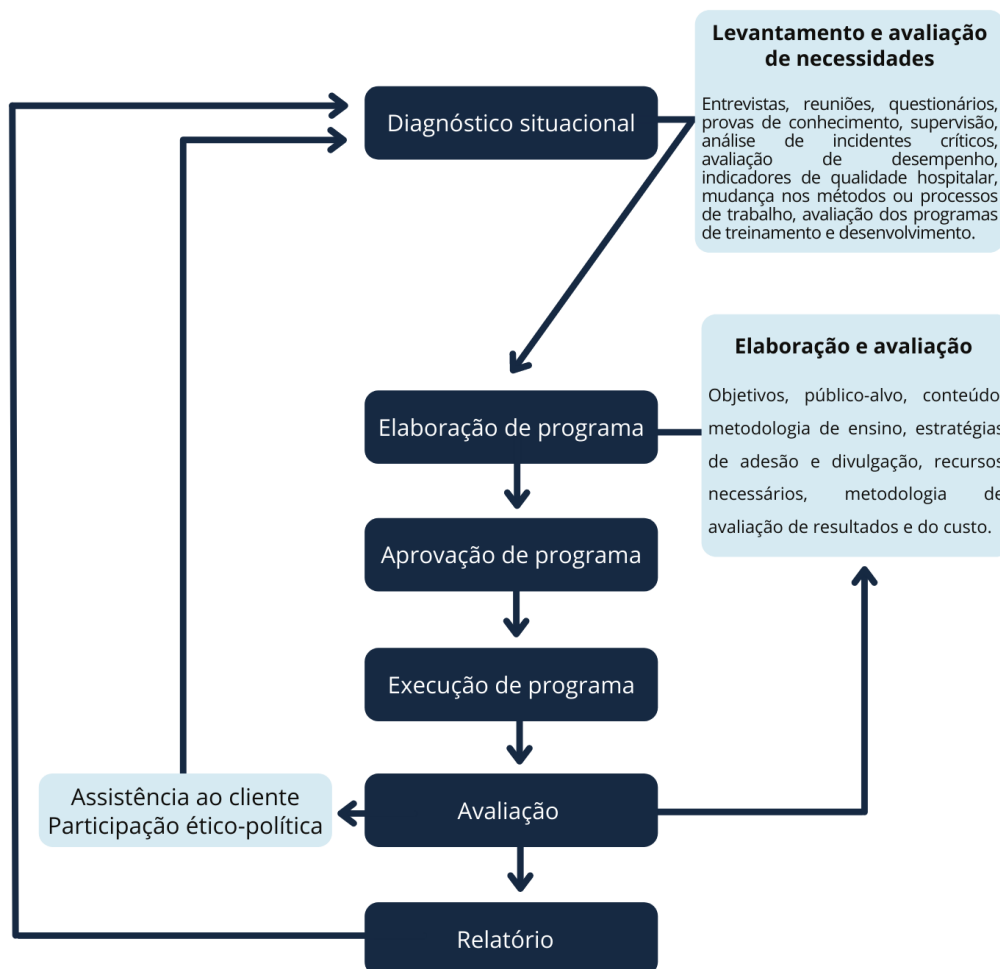 Levantamento e avaliação
de necessidades
Diagnóstico situacional
Entrevistas, reuniões, questionários,
provas de conhecimento, supervisão,
análise de incidentes críticos,
avaliação de desempenho,
indicadores de qualidade hospitalar,
mudança nos métodos ou processos
de trabalho, avaliação dos programas
de treinamento e desenvolvimento.
Elaboração e avaliação
Objetivos, público-alvo, conteúdo
metodologia de ensino, estratégias
de adesão e divulgação, recursos
necessários, metodologia de
avaliação de resultados e do custo.
Elaboração de programa
Aprovação de programa
Execução de programa
Assistência ao cliente
Participação ético-política
Avaliação
Relatório